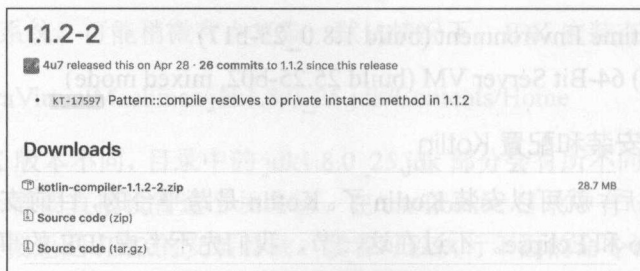 1.1.2-2
4u7 released this on Apr 28 · 26 commits to 1.1.2 since this release
• KT-17597 Pattern::compile resolves to private instance method in 1.1.2
Downloads
kotlin-compiler-1.1.2-2.zip 28.7 MB
Source code (zip)
Source code (tar.gz)